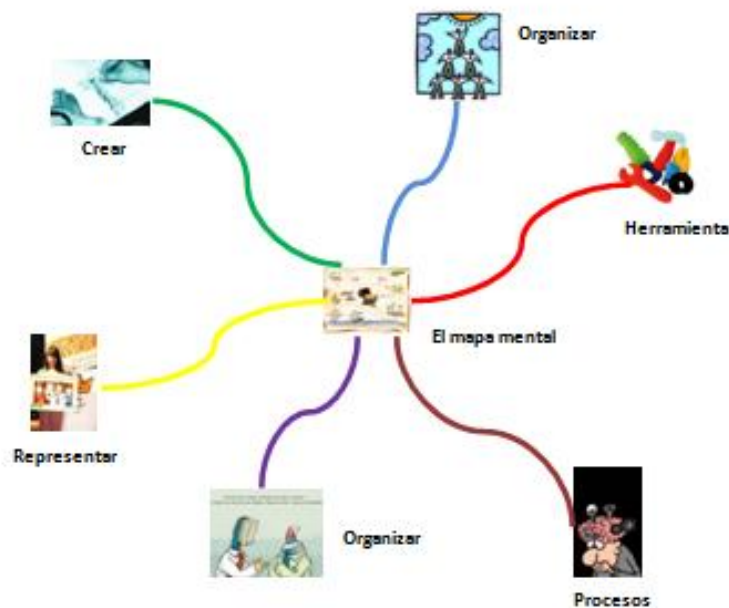 Organizar
Crear
Herramienta
El mapa mental
Representar
Organizar
Procesos